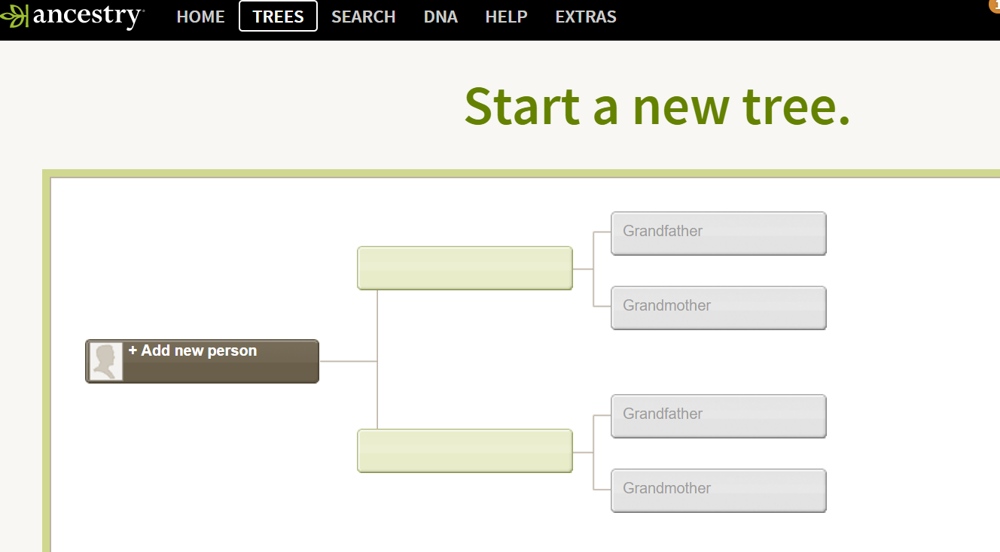 ancestry HOME TREES SEARCH DNA HELP EXTRAS
Start a new tree.
Grandfather
Grandmother
+ Add new person
Grandfather
Grandmother